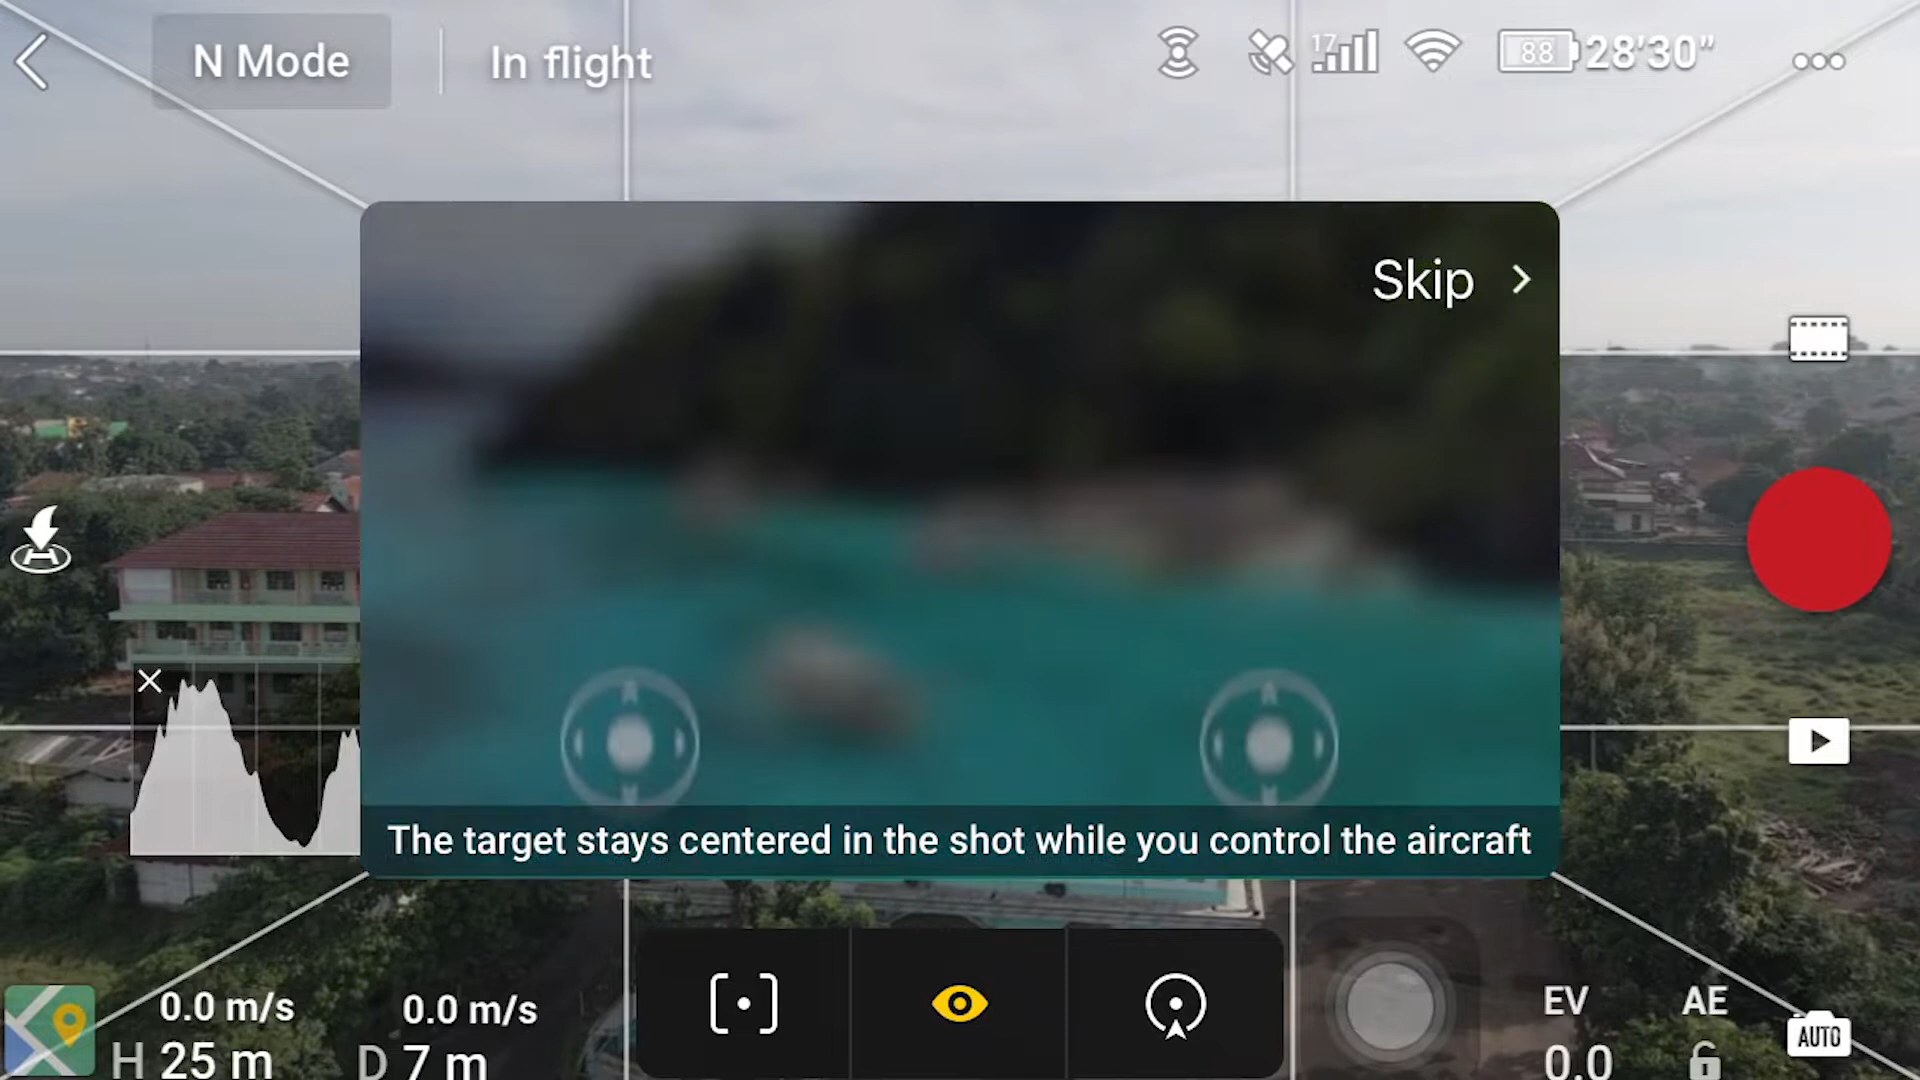 N Mode
In flight
17
88
28'30"
Skip
The target stays centered in the shot while you control the aircraft
0.0 m/s
0.0 m/s
H 25 m
D 7 m
EV
0.0
AE
AUTO